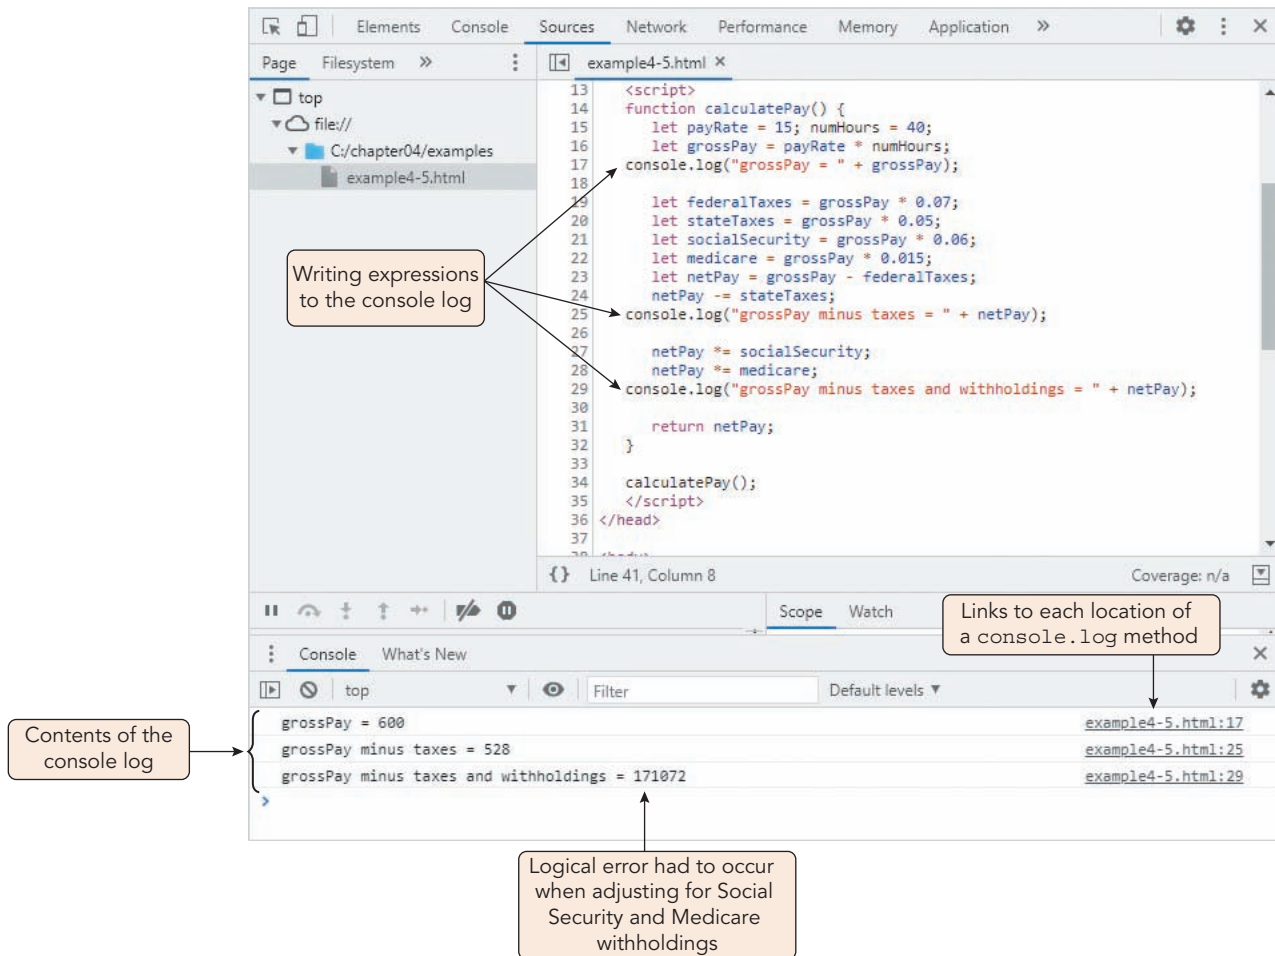 Elements Console Sources Network Performance Memory Application »
Page Filesystem »
example4-5.html ×
top
file://
C:/chapter04/examples
example4-5.html
13 <script>
14 function calculatePay() {
15 let payRate = 15; numHours = 40;
16 let grossPay = payRate * numHours;
17 console.log("grossPay = " + grossPay);
18
19 let federalTaxes = grossPay * 0.07;
20 let stateTaxes = grossPay * 0.05;
21 let socialSecurity = grossPay * 0.06;
22 let medicare = grossPay * 0.015;
23 let netPay = grossPay - federalTaxes;
24 netPay -= stateTaxes;
25 console.log("grossPay minus taxes = " + netPay);
26
27 netPay *= socialSecurity;
28 netPay *= medicare;
29 console.log("grossPay minus taxes and withholdings = " + netPay);
30
31 return netPay;
32 }
33
34 calculatePay();
35 </script>
36 </head>
37
38 <body>
Writing expressions
to the console log
{} Line 41, Column 8 Coverage: n/a
Scope Watch
Links to each location of
a console.log method
Console What's New
top Filter Default levels ▼
grossPay = 600 example4-5.html:17
grossPay minus taxes = 528 example4-5.html:25
grossPay minus taxes and withholdings = 171072 example4-5.html:29
>
Contents of the
console log
Logical error had to occur
when adjusting for Social
Security and Medicare
withholdings